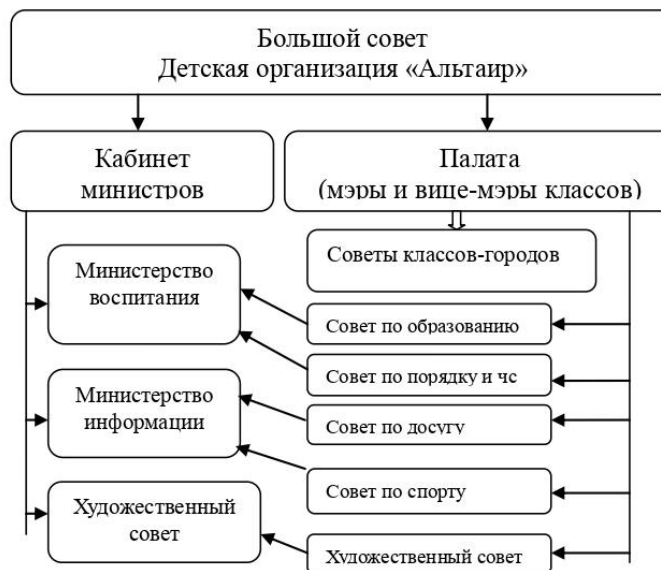 Большой совет
Детская организация «Альтаир»
Кабинет
министров
Палата
(мэры и вице-мэры классов)
Советы классов-городов
Министерство
воспитания
Совет по образованию
Совет по порядку и чс
Министерство
информации
Совет по досугу
Совет по спорту
Художественный
совет
Художественный совет